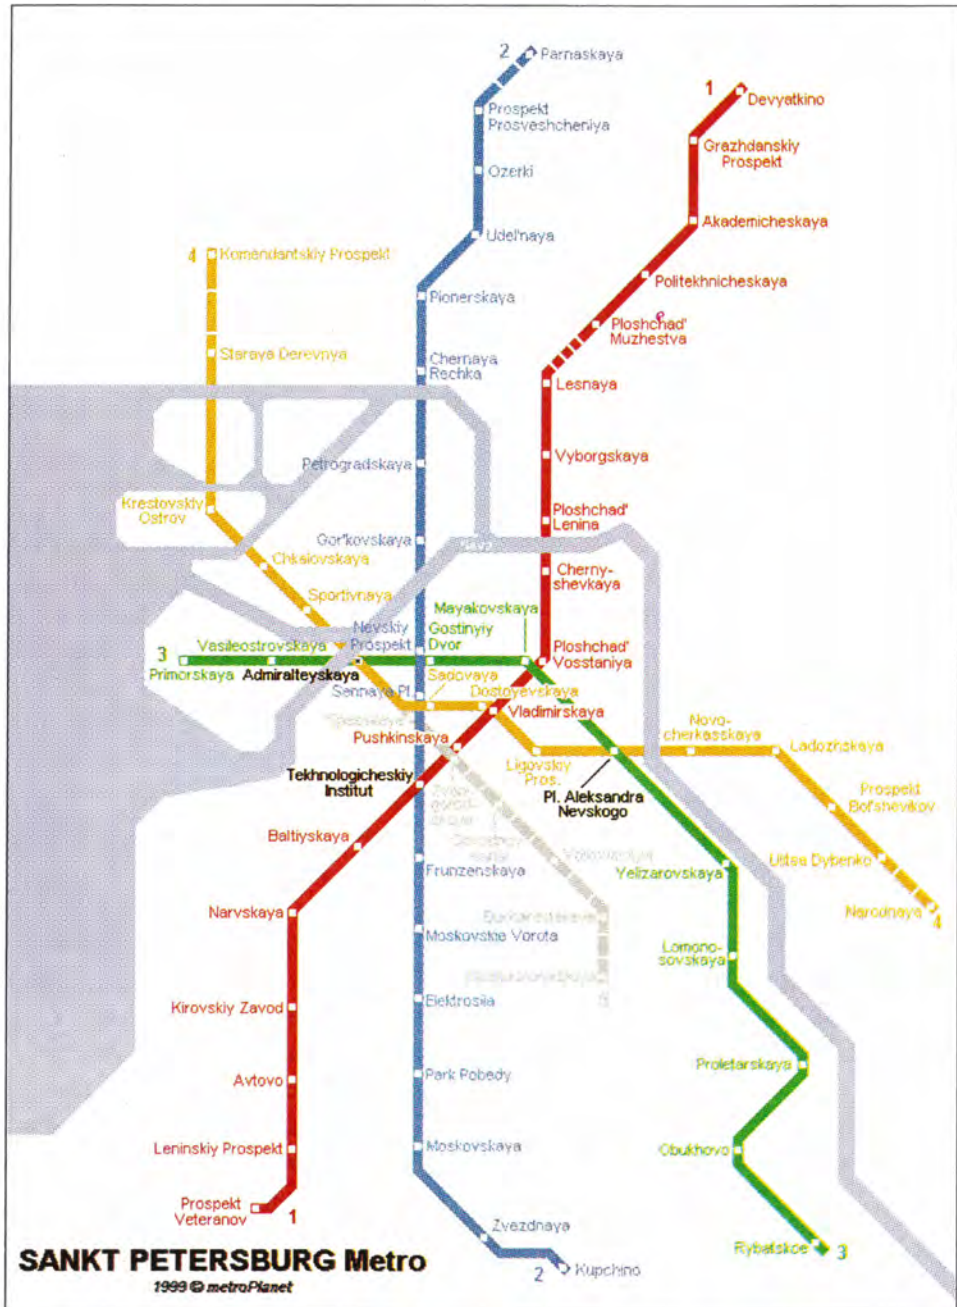 2
Parnaskaya
1
Devyatkino
Prospekt
Prosveshcheniya
Grazhdanskiy
Prospekt
Ozerki
Akademicheskaya
Udel'naya
4
Komendantskiy Prospekt
Politekhnicheskaya
Pionerskaya
e
Ploshchad'
Muzhestva
Staraya Derevnya
Chernaya
Rechka
Lesnaya
Vyborgskaya
Petrogradskaya
Krestovskiy
Ostrov
Ploshchad'
Lenina
Gor'kovskaya
Chkalovskaya
Cherny-
shevkaya
Sportivnaya
Mayakovskaya
Nevskiy
Prospekt
Gostinyiy
Dvor
Vasileostrovskaya
Ploshchad'
Vosstaniya
3
Primorskaya
Admiralteyskaya
Sadovaya
Sennaya Pl.
Dostoyevskaya
Vladimirskaya
Novo-
cherkasskaya
Pushkinskaya
Ladozhskaya
Ligovskiy
Pros.
Tekhnologicheskiy
Institut
Pl. Aleksandra
Nevskogo
Prospekt
Bol'shevikov
Baltiyskaya
Ulitsa Dybenko
Frunzenskaya
Yelizarovskaya
Narvskaya
Narodnaya
4
Moskovskie Vorota
Lomono-
sovskaya
Kirovskiy Zavod
Elektrosila
Proletarskaya
Avtovo
Park Pobedy
Leninskiy Prospekt
Moskovskaya
Obukhovo
Prospekt
Veteranov
1
Zvezdnaya
Rybatskoe
3
2
Kupchino
SANKT PETERSBURG Metro
1999 © metroPlanet